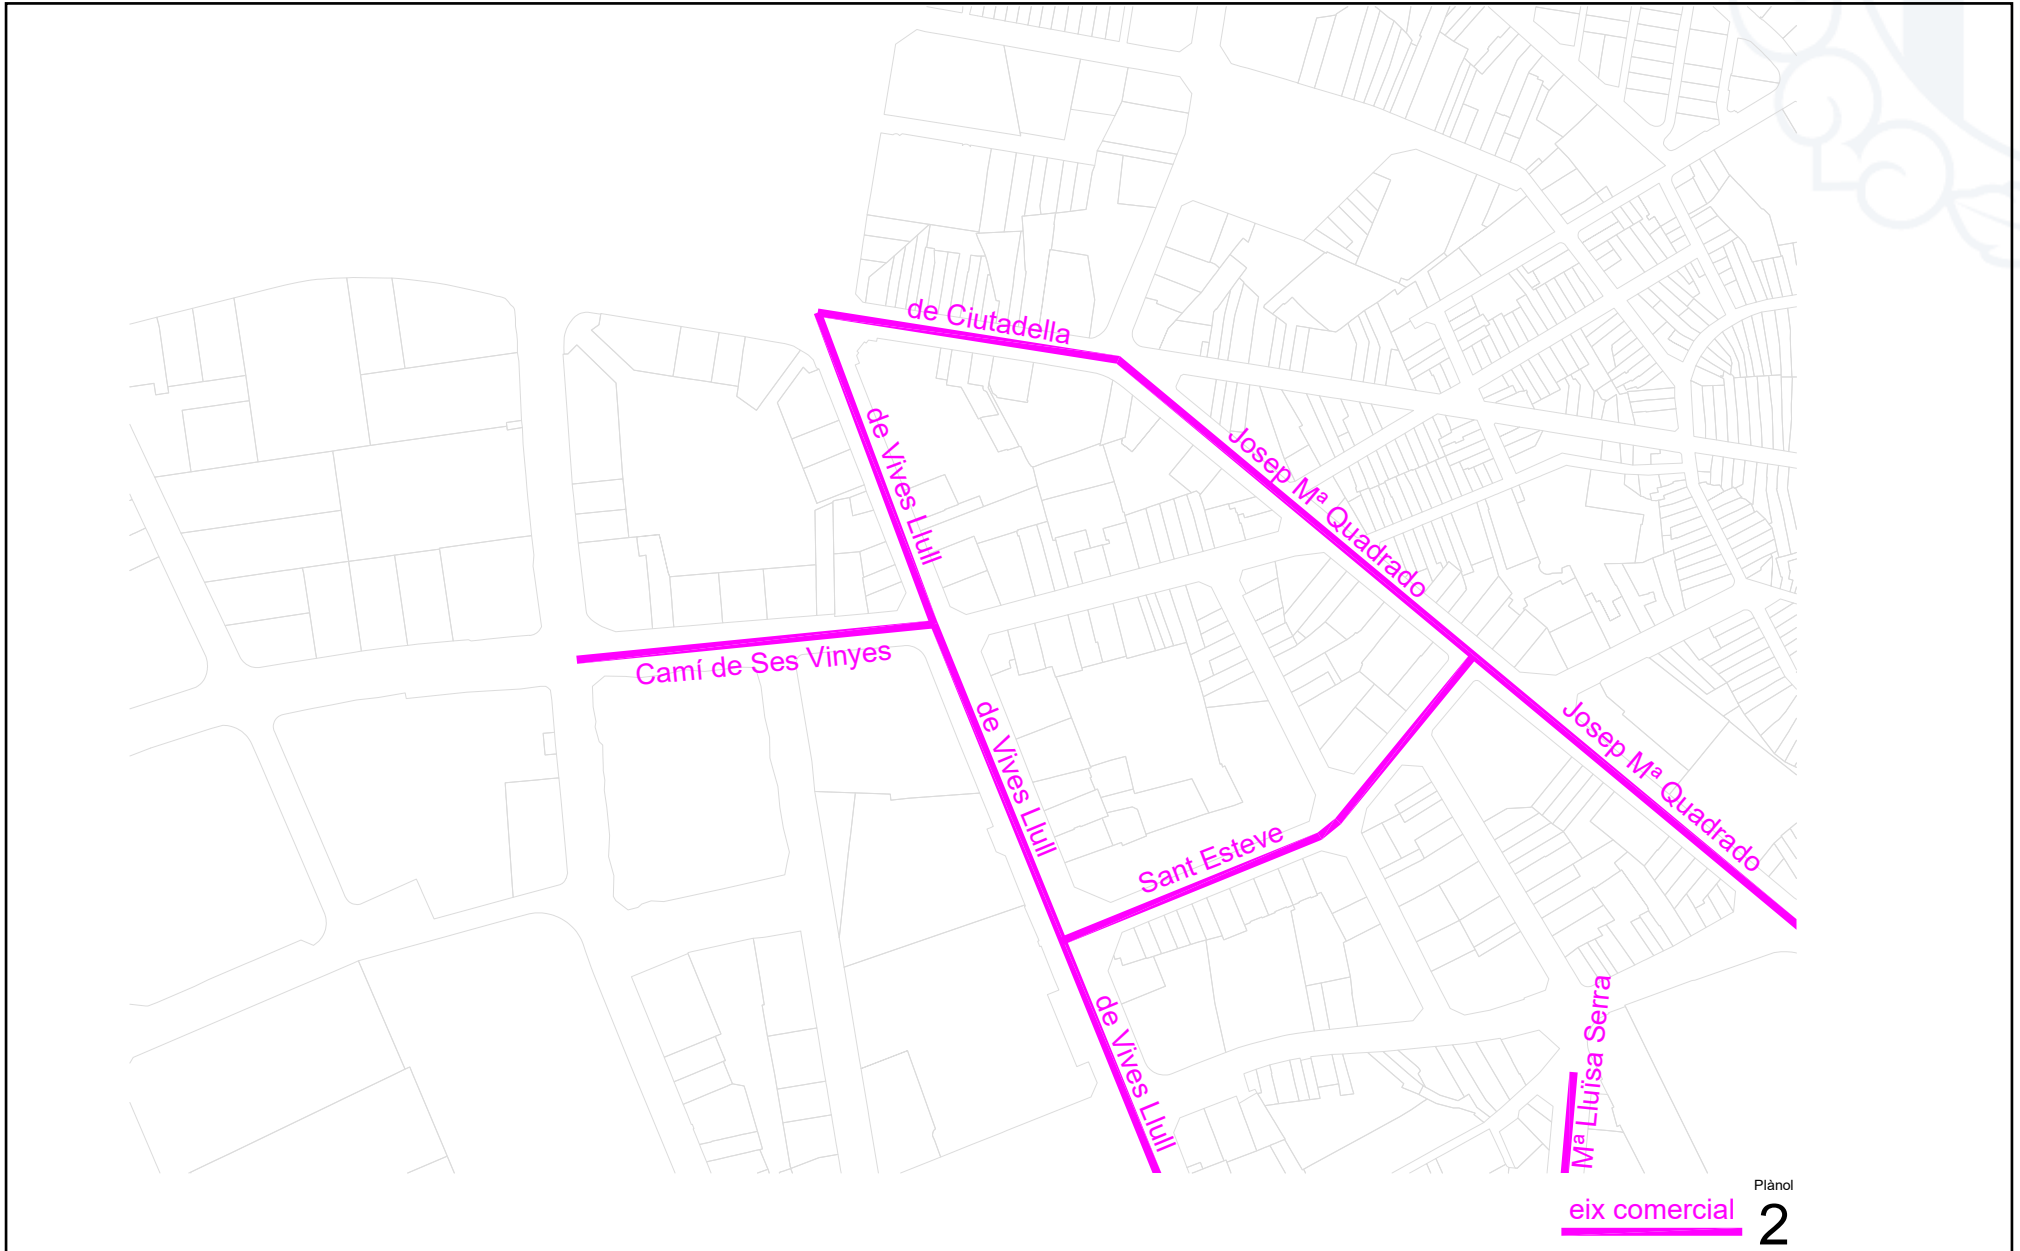 de Ciutadella
de Vives Llull
Josep Mª Quadrado
Camí de Ses Vinyes
de Vives Llull
Josep Mª Quadrado
Sant Esteve
de Vives Llull
Mª Lluïsa Serra
Plànol
eix comercial
2